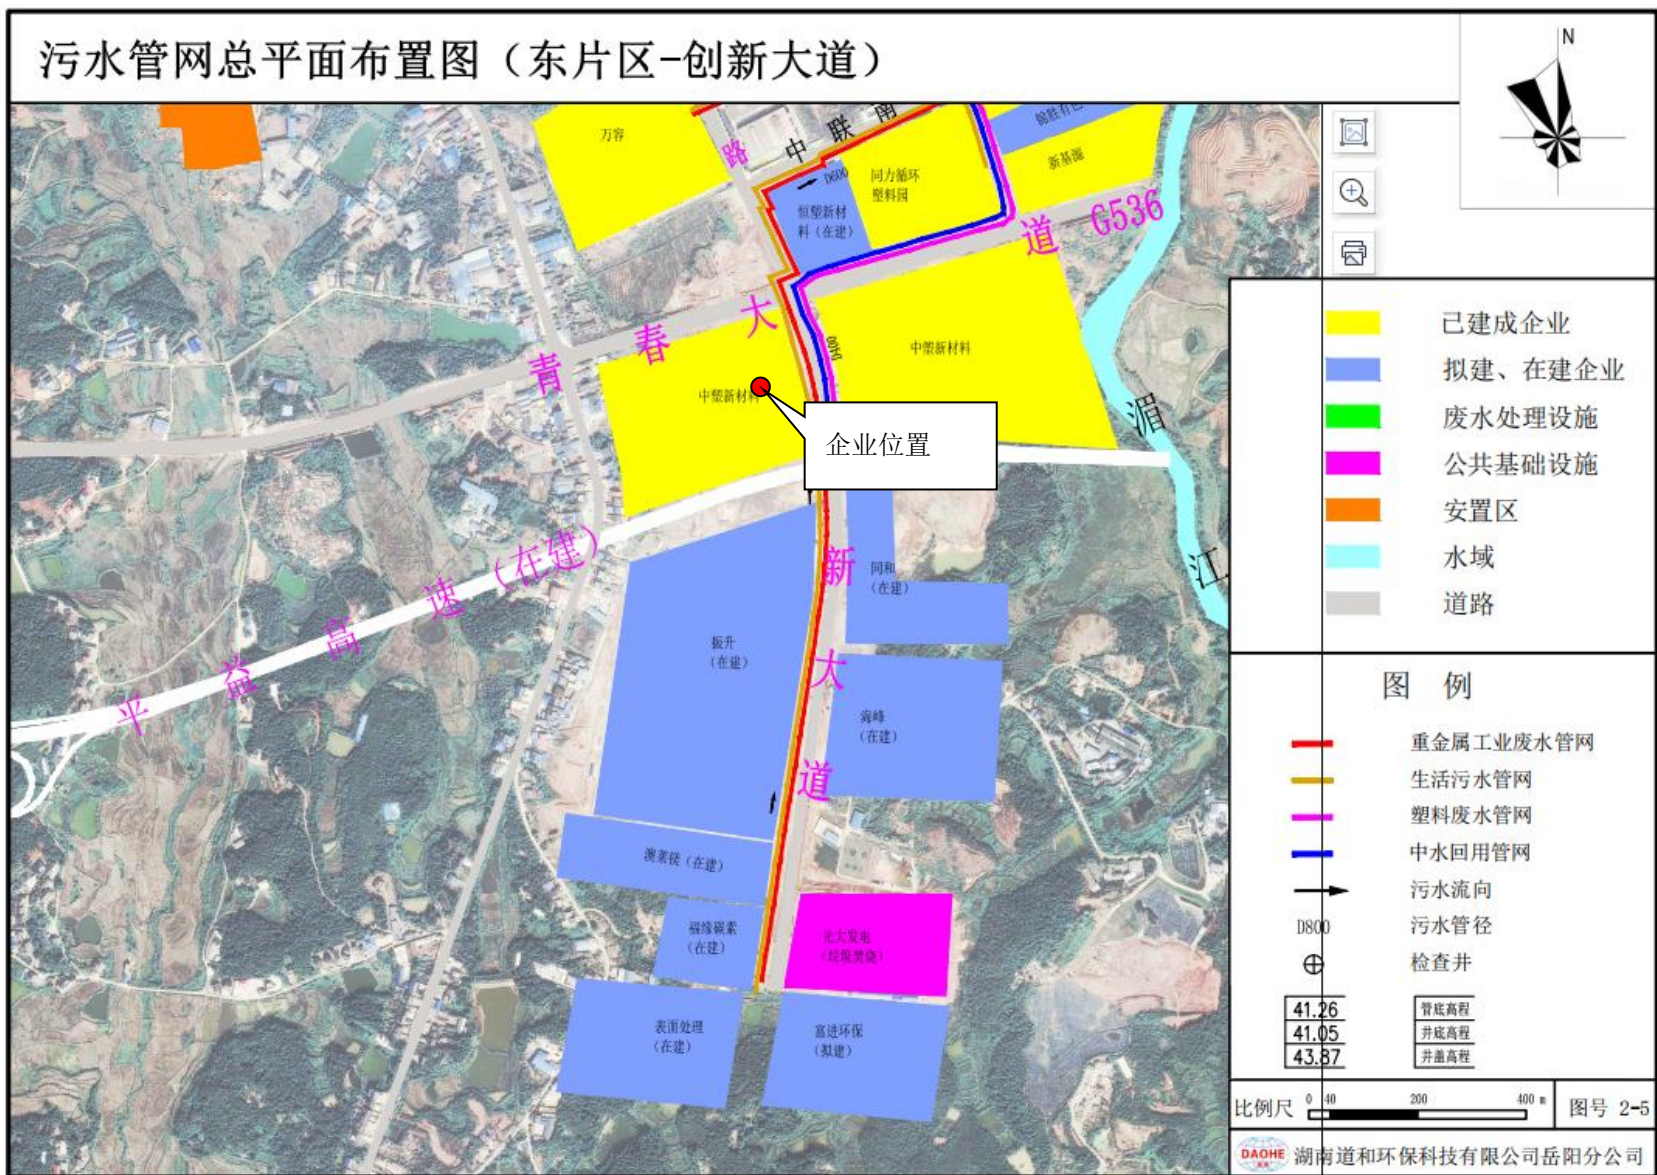 污水管网总平面布置图（东片区-创新大道）
N
万容
路
中联南
D600
同力循环
塑料园
恒塑新材
料（在建）
新基源
道 G536
青春大
D400
中塑新材料
中塑新材料
企业位置
湄江
平益高速（在建）
新大道
同和
（在建）
振升
（在建）
海峰
（在建）
澳莱铙（在建）
福缘碳素
（在建）
光大发电
（垃圾焚烧）
表面处理
（在建）
富进环保
（拟建）
已建成企业
拟建、在建企业
废水处理设施
公共基础设施
安置区
水域
道路
图 例
重金属工业废水管网
生活污水管网
塑料废水管网
中水回用管网
污水流向
D800 污水管径
检查井
41.26 管底高程
41.05 井底高程
43.87 井盖高程
比例尺 0 40 200 400 m
图号 2-5
DAOHE 湖南道和环保科技有限公司岳阳分公司